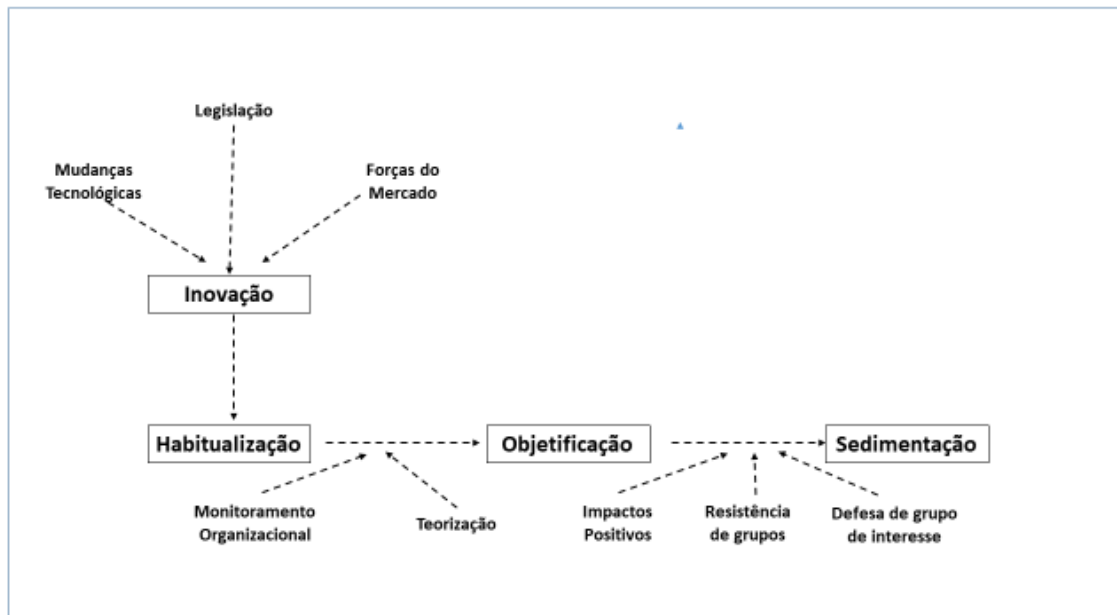 Legislação
Mudanças
Tecnológicas
Forças do
Mercado
Inovação
Habitualização
Objetificação
Sedimentação
Monitoramento
Organizacional
Teorização
Impactos
Positivos
Resistência
de grupos
Defesa de grupo
de interesse